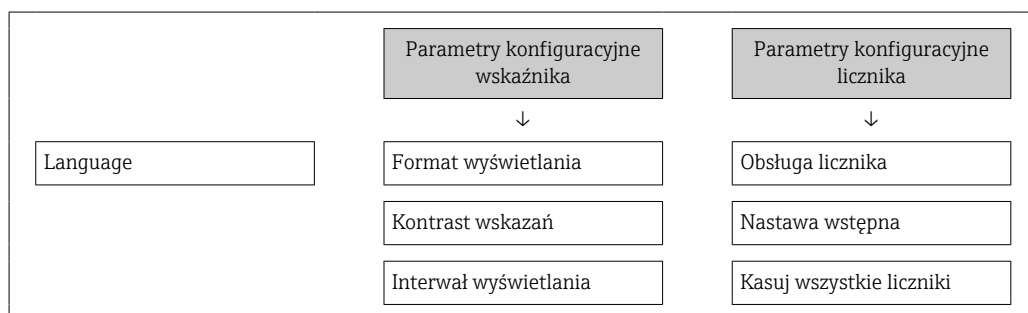 Parametry konfiguracyjne
wskaźnika
Parametry konfiguracyjne
licznika
↓
↓
Language
Format wyświetlania
Obsługa licznika
Kontrast wskazań
Nastawa wstępna
Interwał wyświetlania
Kasuj wszystkie liczniki